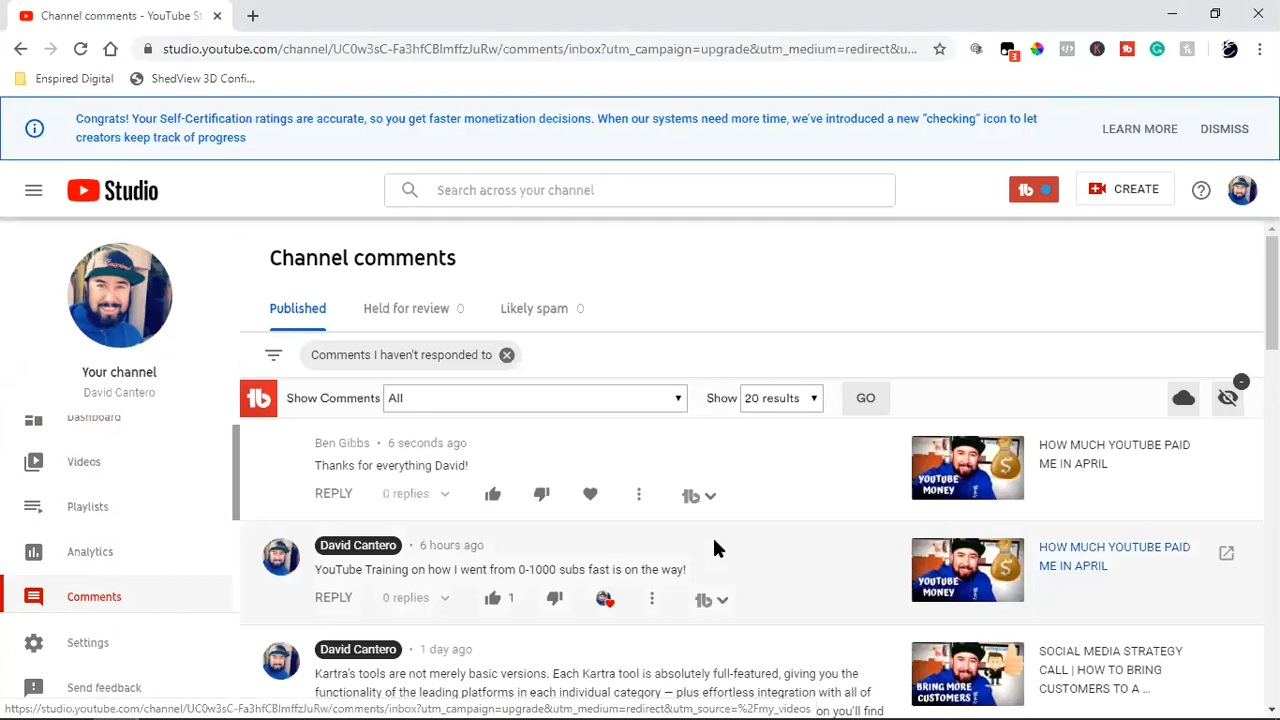 Channel comments - YouTube St
studio.youtube.com/channel/UC0w3sC-Fa3hfCBlmffzJuRw/comments/inbox?utm_campaign=upgrade&utm_medium=redirect&u...
3
Enspired Digital
ShedView 3D Confi...
Congrats! Your Self-Certification ratings are accurate, so you get faster monetization decisions. When our systems need more time, we've introduced a new "checking" icon to let
creators keep track of progress
LEARN MORE
DISMISS
Studio
Search across your channel
CREATE
Your channel
David Cantero
Dashboard
Videos
Playlists
Analytics
Comments
Settings
Send feedback
Channel comments
Published
Held for review 0
Likely spam 0
Comments I haven't responded to
Show Comments All
Show 20 results
GO
Ben Gibbs • 6 seconds ago
Thanks for everything David!
REPLY 0 replies
YOUTUBE
MONEY
HOW MUCH YOUTUBE PAID
ME IN APRIL
David Cantero • 6 hours ago
YouTube Training on how I went from 0-1000 subs fast is on the way!
REPLY 0 replies 1
YOUTUBE
MONEY
HOW MUCH YOUTUBE PAID
ME IN APRIL
David Cantero • 1 day ago
Kartra's tools are not merely basic versions. Each Kartra tool is absolutely full-featured, giving you the
functionality of the leading platforms in each individual category — plus effortless integration with all of
on you'll find
BRING MORE
CUSTOMERS
SOCIAL MEDIA STRATEGY
CALL | HOW TO BRING
CUSTOMERS TO A ...
https://studio.youtube.com/channel/UC0w3sC-Fa3hfCBlmffzJuRw/comments/inbox?utm_campaign=upgrade&utm_medium=redirect&utm_source=%2Fmy_videos